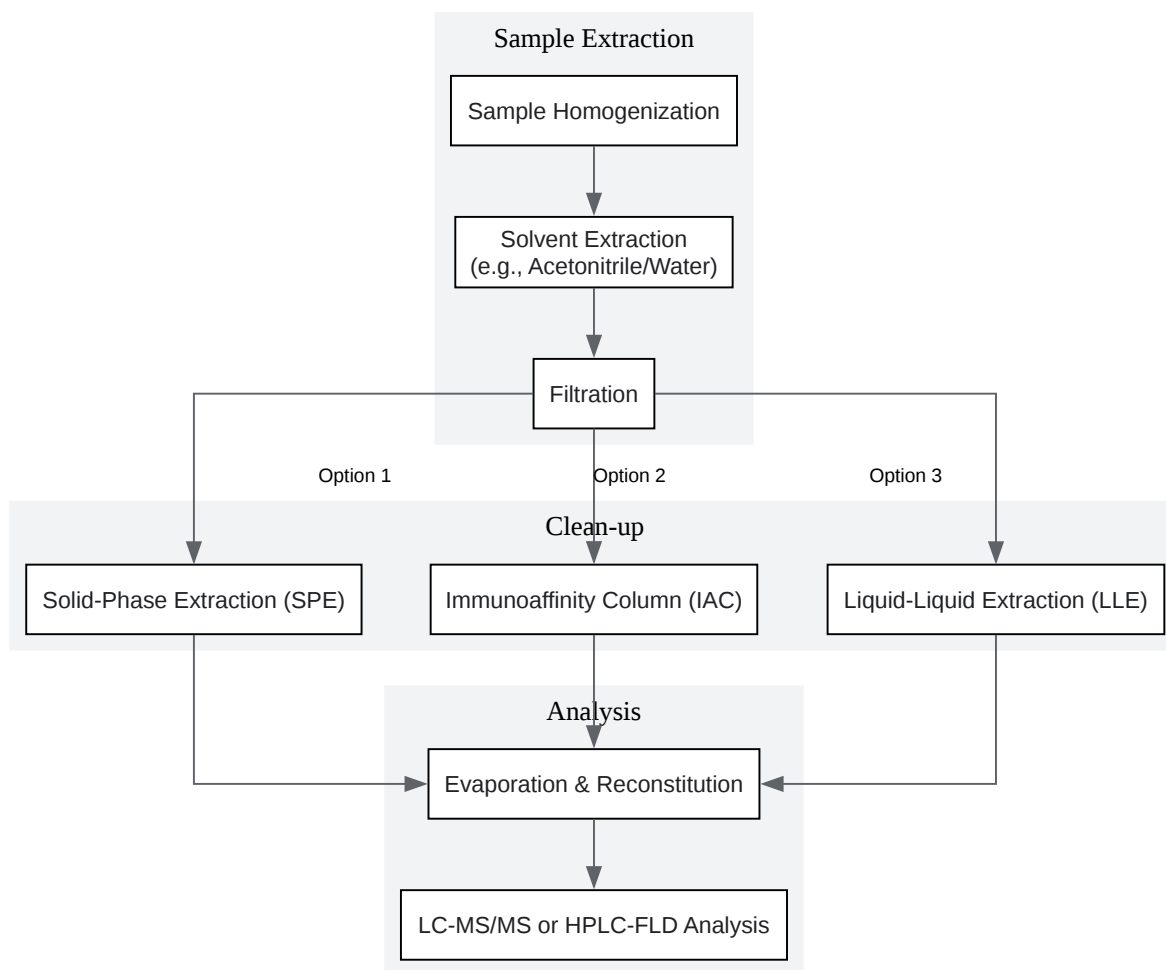 Sample Extraction
Sample Homogenization
Solvent Extraction
(e.g., Acetonitrile/Water)
Filtration
Option 1
Option 2
Option 3
Clean-up
Solid-Phase Extraction (SPE)
Immunoaffinity Column (IAC)
Liquid-Liquid Extraction (LLE)
Analysis
Evaporation & Reconstitution
LC-MS/MS or HPLC-FLD Analysis